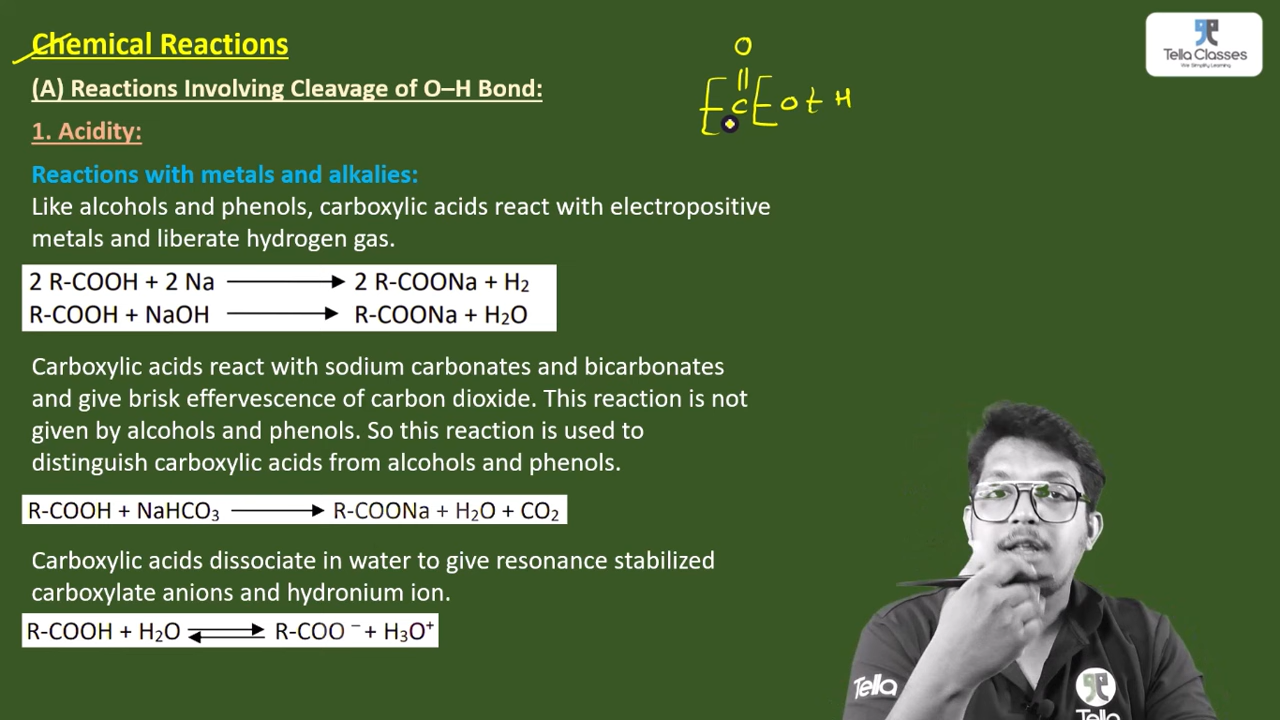 Chemical Reactions
(A) Reactions Involving Cleavage of O–H Bond:
1. Acidity:
Reactions with metals and alkalies:
Like alcohols and phenols, carboxylic acids react with electropositive
metals and liberate hydrogen gas.
2 R-COOH + 2 Na ⟶ 2 R-COONa + H₂
R-COOH + NaOH ⟶ R-COONa + H₂O
Carboxylic acids react with sodium carbonates and bicarbonates
and give brisk effervescence of carbon dioxide. This reaction is not
given by alcohols and phenols. So this reaction is used to
distinguish carboxylic acids from alcohols and phenols.
R-COOH + NaHCO₃ ⟶ R-COONa + H₂O + CO₂
Carboxylic acids dissociate in water to give resonance stabilized
carboxylate anions and hydronium ion.
R-COOH + H₂O ⇌ R-COO⁻ + H₃O⁺
O
C O H
Tella Classes
Tella
Tella